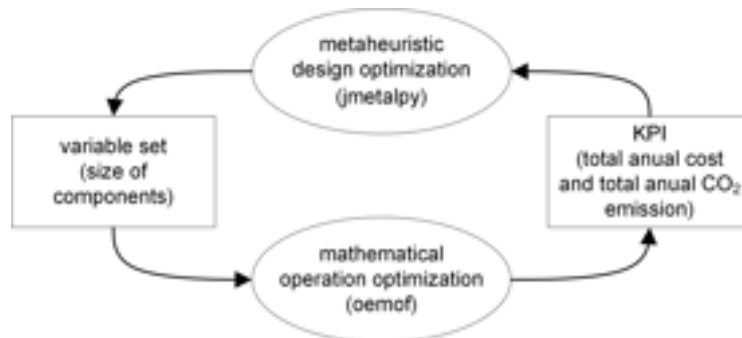 metaheuristic
design optimization
(jmetalpy)
variable set
(size of
components)
KPI
(total anual cost
and total anual CO₂
emission)
mathematical
operation optimization
(oemof)